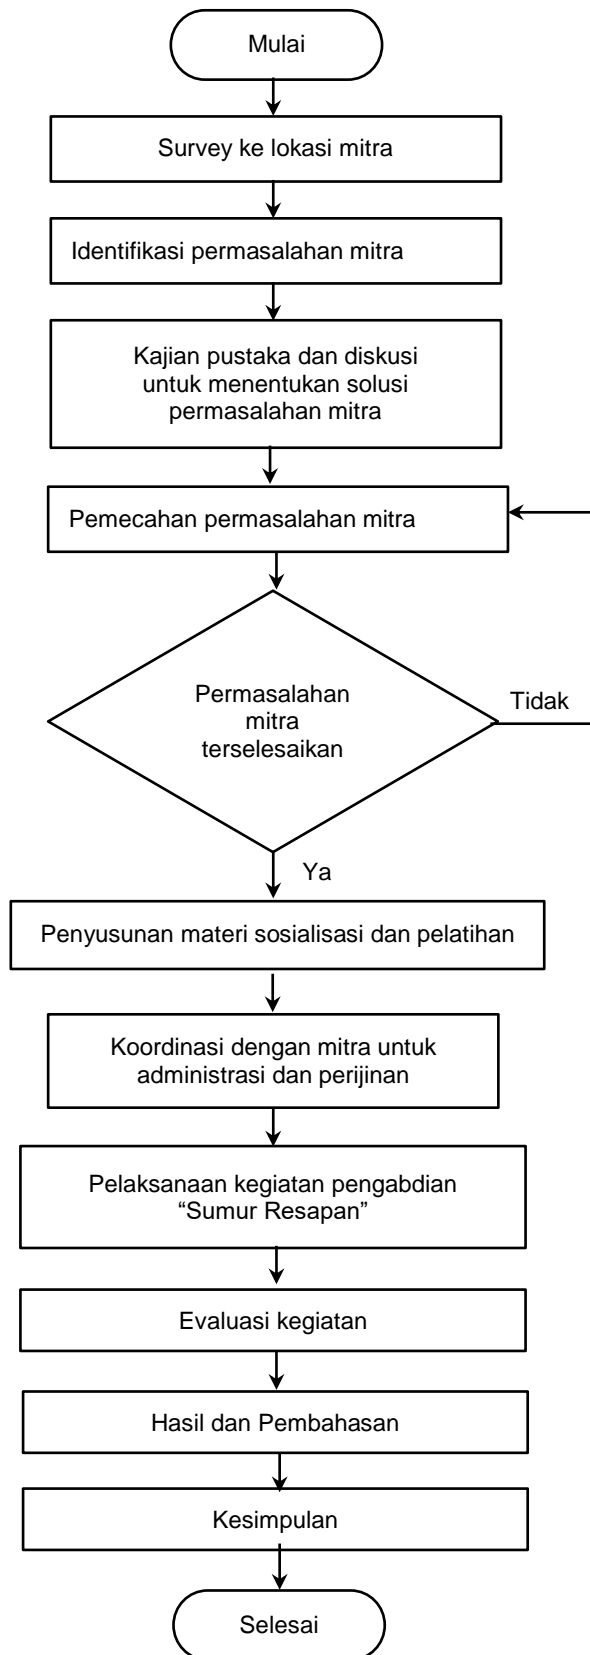 Mulai
Survey ke lokasi mitra
Identifikasi permasalahan mitra
Kajian pustaka dan diskusi
untuk menentukan solusi
permasalahan mitra
Pemecahan permasalahan mitra
Permasalahan
mitra
terselesaikan
Tidak
Ya
Penyusunan materi sosialisasi dan pelatihan
Koordinasi dengan mitra untuk
administrasi dan perijinan
Pelaksanaan kegiatan pengabdian
“Sumur Resapan”
Evaluasi kegiatan
Hasil dan Pembahasan
Kesimpulan
Selesai